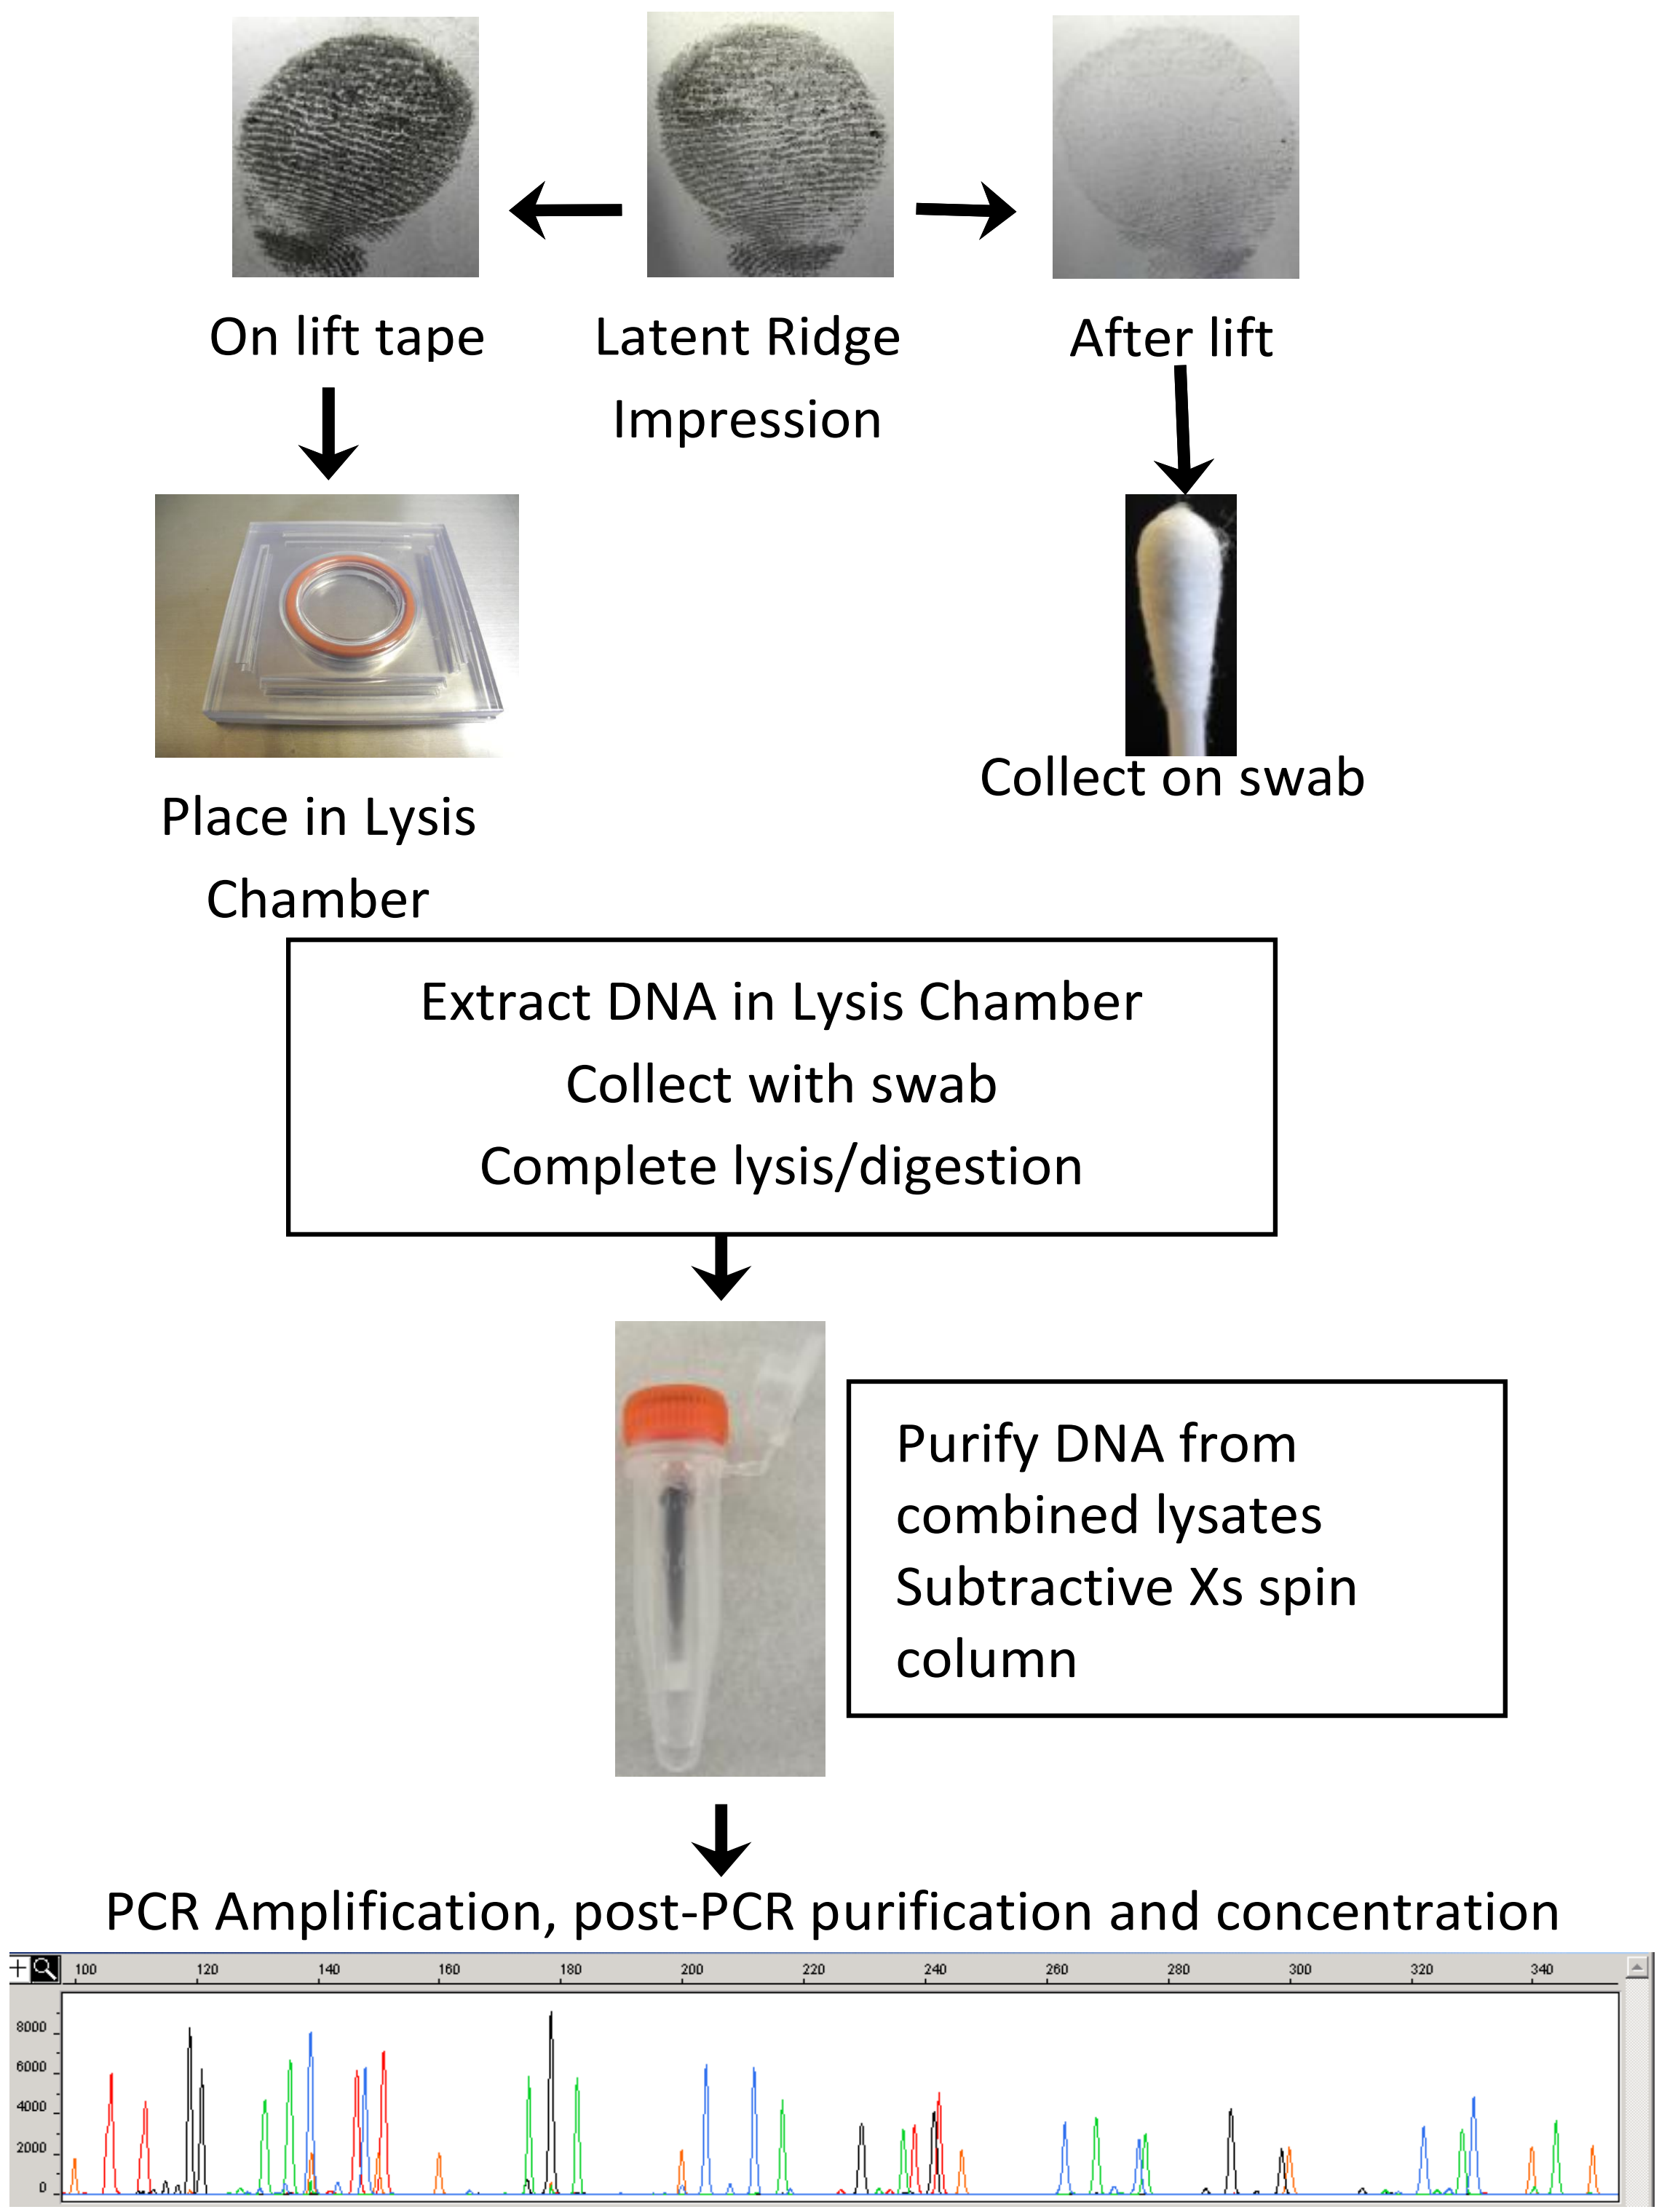 On lift tape
Latent Ridge
Impression
After lift
Place in Lysis
Chamber
Collect on swab
Extract DNA in Lysis Chamber
Collect with swab
Complete lysis/digestion
Purify DNA from
combined lysates
Subtractive Xs spin
column
PCR Amplification, post-PCR purification and concentration
100 120 140 160 180 200 220 240 260 280 300 320 340
8000
6000
4000
2000
0